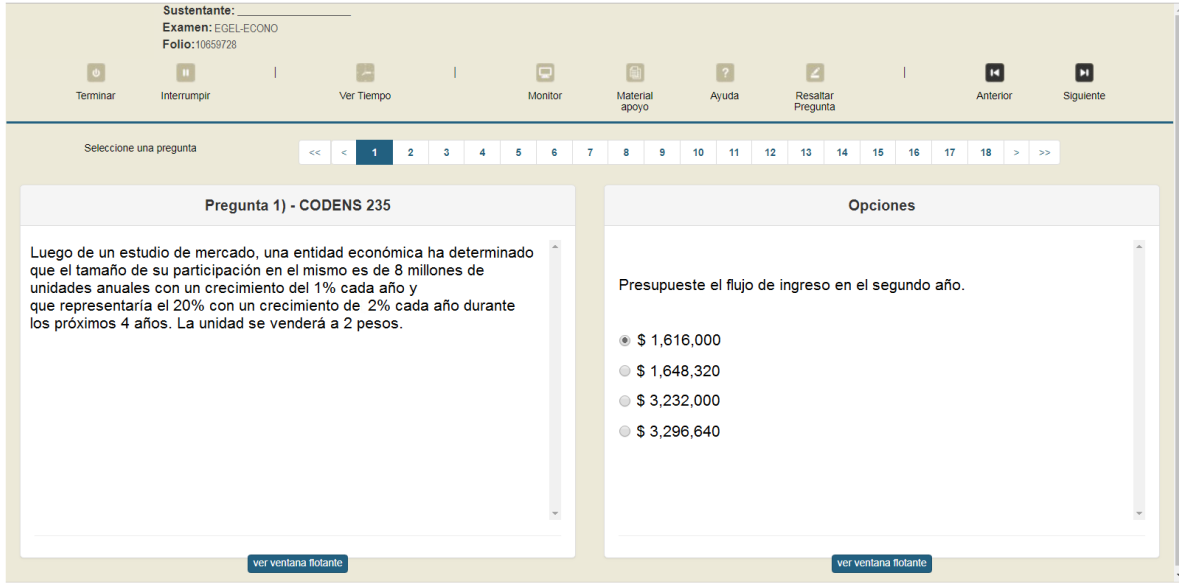 Sustentante: ____________________
Examen: EGEL-ECONO
Folio:10659728
Terminar
Interrumpir
|
Ver Tiempo
|
Monitor
Material
apoyo
?
Ayuda
Resaltar
Pregunta
|
Anterior
Siguiente
Seleccione una pregunta
<< < 1 2 3 4 5 6 7 8 9 10 11 12 13 14 15 16 17 18 > >>
Pregunta 1) - CODENS 235
Luego de un estudio de mercado, una entidad económica ha determinado
que el tamaño de su participación en el mismo es de 8 millones de
unidades anuales con un crecimiento del 1% cada año y
que representaría el 20% con un crecimiento de 2% cada año durante
los próximos 4 años. La unidad se venderá a 2 pesos.
ver ventana flotante
Opciones
Presupueste el flujo de ingreso en el segundo año.
$ 1,616,000
$ 1,648,320
$ 3,232,000
$ 3,296,640
ver ventana flotante